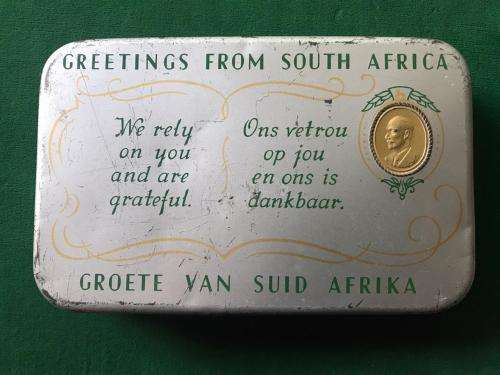 GREETINGS FROM SOUTH AFRICA
We rely
on you
and are
grateful.
Ons vetrou
op jou
en ons is
dankbaar.
GROETE VAN SUID AFRIKA